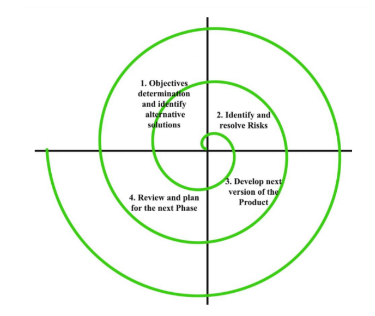 1. Objectives
determination
and identify
alternative
solutions
2. Identify and
resolve Risks
3. Develop next
version of the
Product
4. Review and plan
for the next Phase